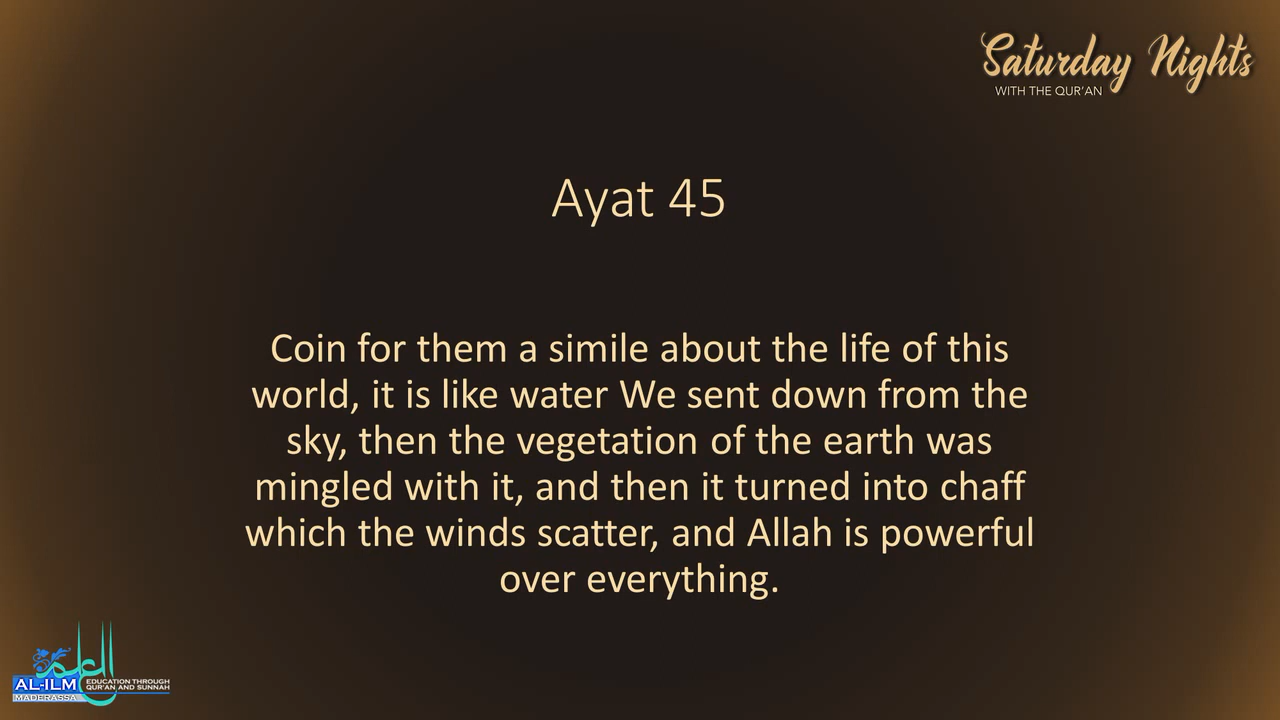 Saturday Nights
WITH THE QUR'AN
Ayat 45
Coin for them a simile about the life of this
world, it is like water We sent down from the
sky, then the vegetation of the earth was
mingled with it, and then it turned into chaff
which the winds scatter, and Allah is powerful
over everything.
العلم
AL-ILM
MADERASSA
EDUCATION THROUGH
QUR'AN AND SUNNAH